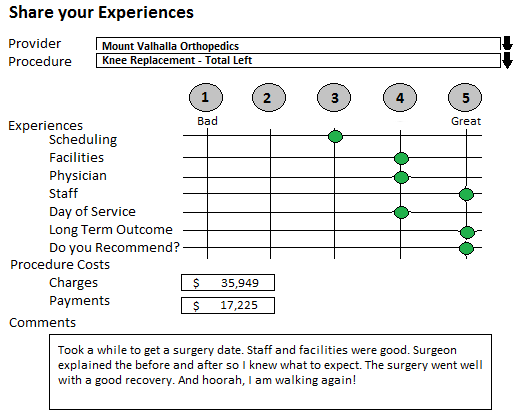 Share your Experiences
Provider Mount Valhalla Orthopedics
Procedure Knee Replacement - Total Left
1 2 3 4 5
Bad Great
Experiences
Scheduling
Facilities
Physician
Staff
Day of Service
Long Term Outcome
Do you Recommend?
Procedure Costs
Charges $ 35,949
Payments $ 17,225
Comments
Took a while to get a surgery date. Staff and facilities were good. Surgeon
explained the before and after so I knew what to expect. The surgery went well
with a good recovery. And hoorah, I am walking again!